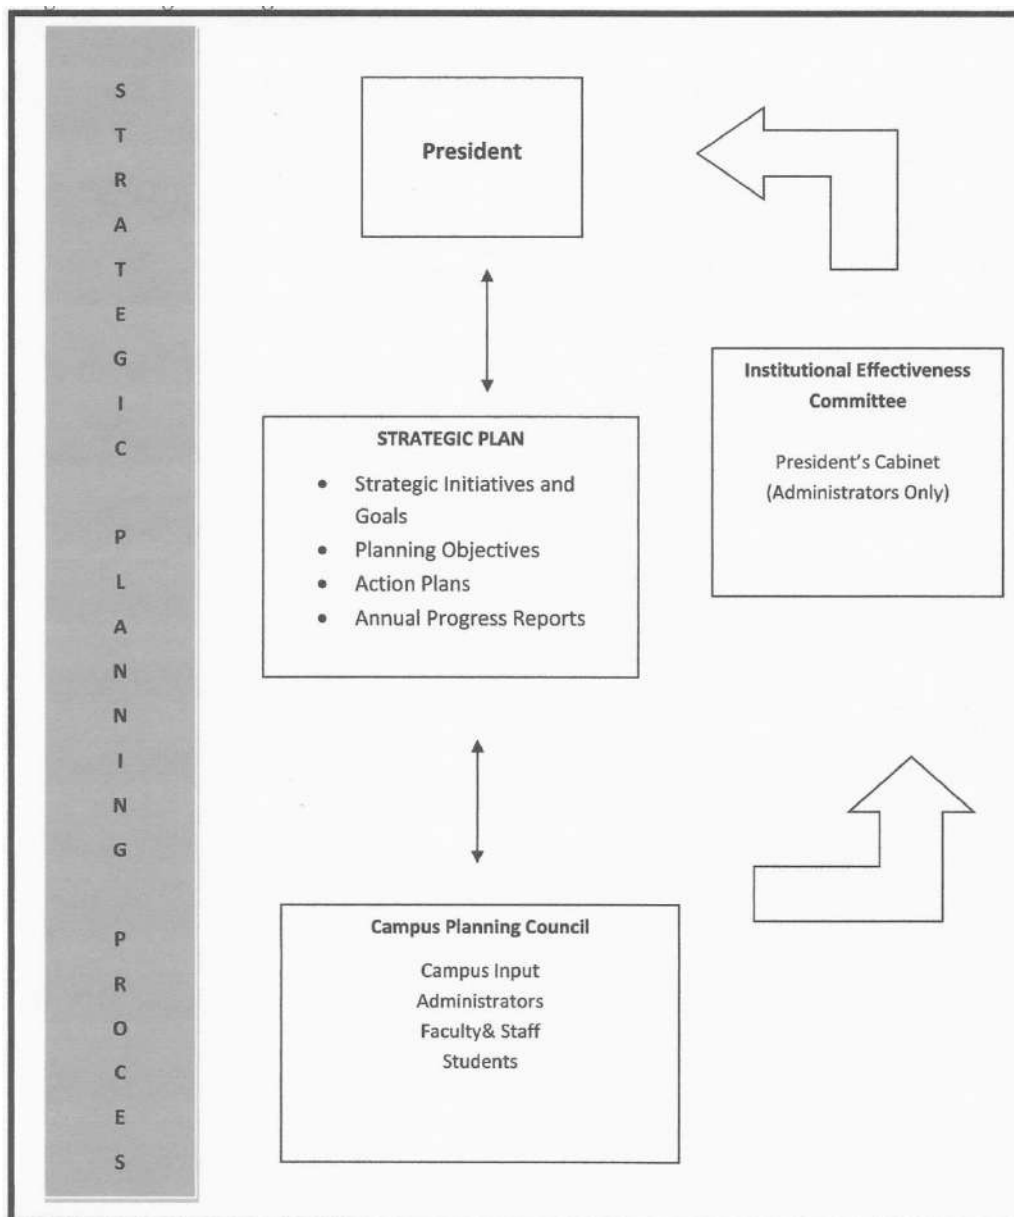 S
T
R
A
T
E
G
I
C
P
L
A
N
N
I
N
G
P
R
O
C
E
S
President
STRATEGIC PLAN
• Strategic Initiatives and
Goals
• Planning Objectives
• Action Plans
• Annual Progress Reports
Campus Planning Council
Campus Input
Administrators
Faculty& Staff
Students
Institutional Effectiveness
Committee
President's Cabinet
(Administrators Only)